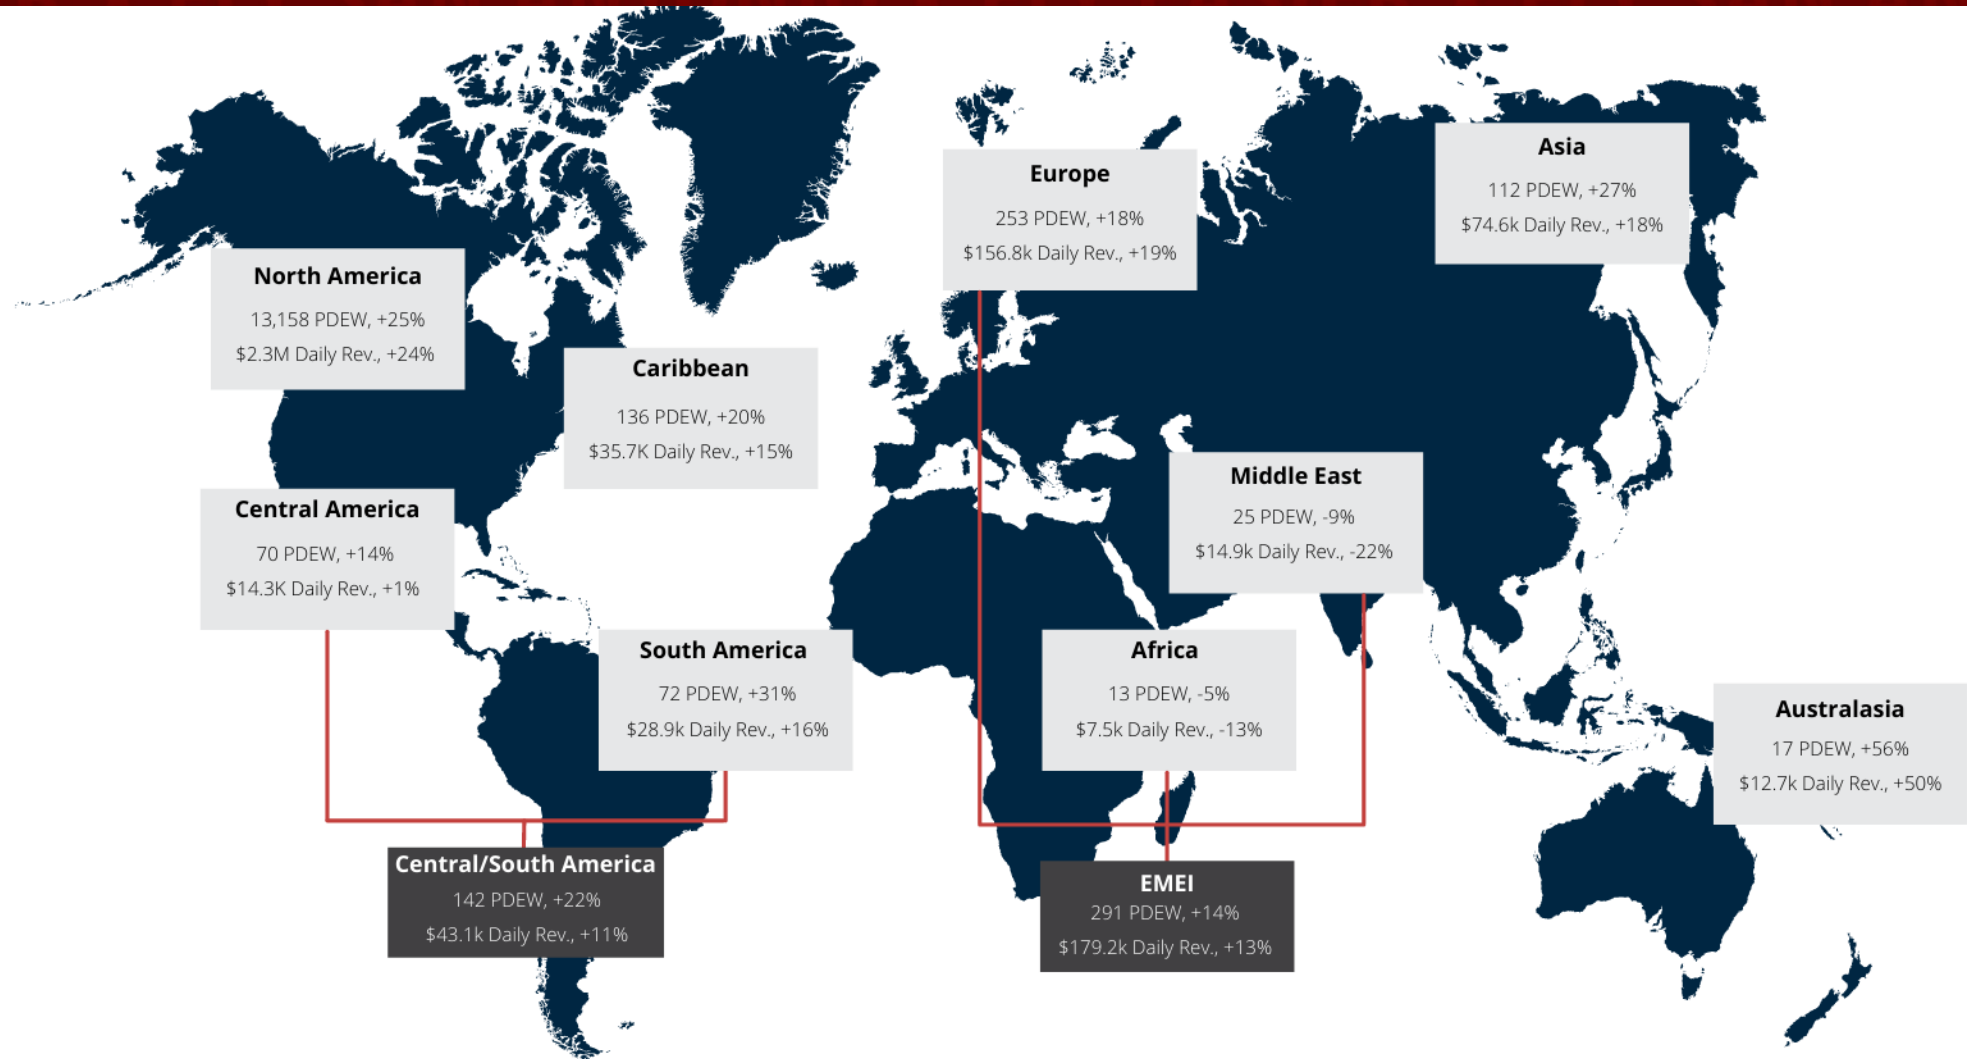 North America
13,158 PDEW, +25%
$2.3M Daily Rev., +24%
Caribbean
136 PDEW, +20%
$35.7K Daily Rev., +15%
Central America
70 PDEW, +14%
$14.3K Daily Rev., +1%
South America
72 PDEW, +31%
$28.9k Daily Rev., +16%
Central/South America
142 PDEW, +22%
$43.1k Daily Rev., +11%
Europe
253 PDEW, +18%
$156.8k Daily Rev., +19%
Asia
112 PDEW, +27%
$74.6k Daily Rev., +18%
Middle East
25 PDEW, -9%
$14.9k Daily Rev., -22%
Africa
13 PDEW, -5%
$7.5k Daily Rev., -13%
EMEI
291 PDEW, +14%
$179.2k Daily Rev., +13%
Australasia
17 PDEW, +56%
$12.7k Daily Rev., +50%